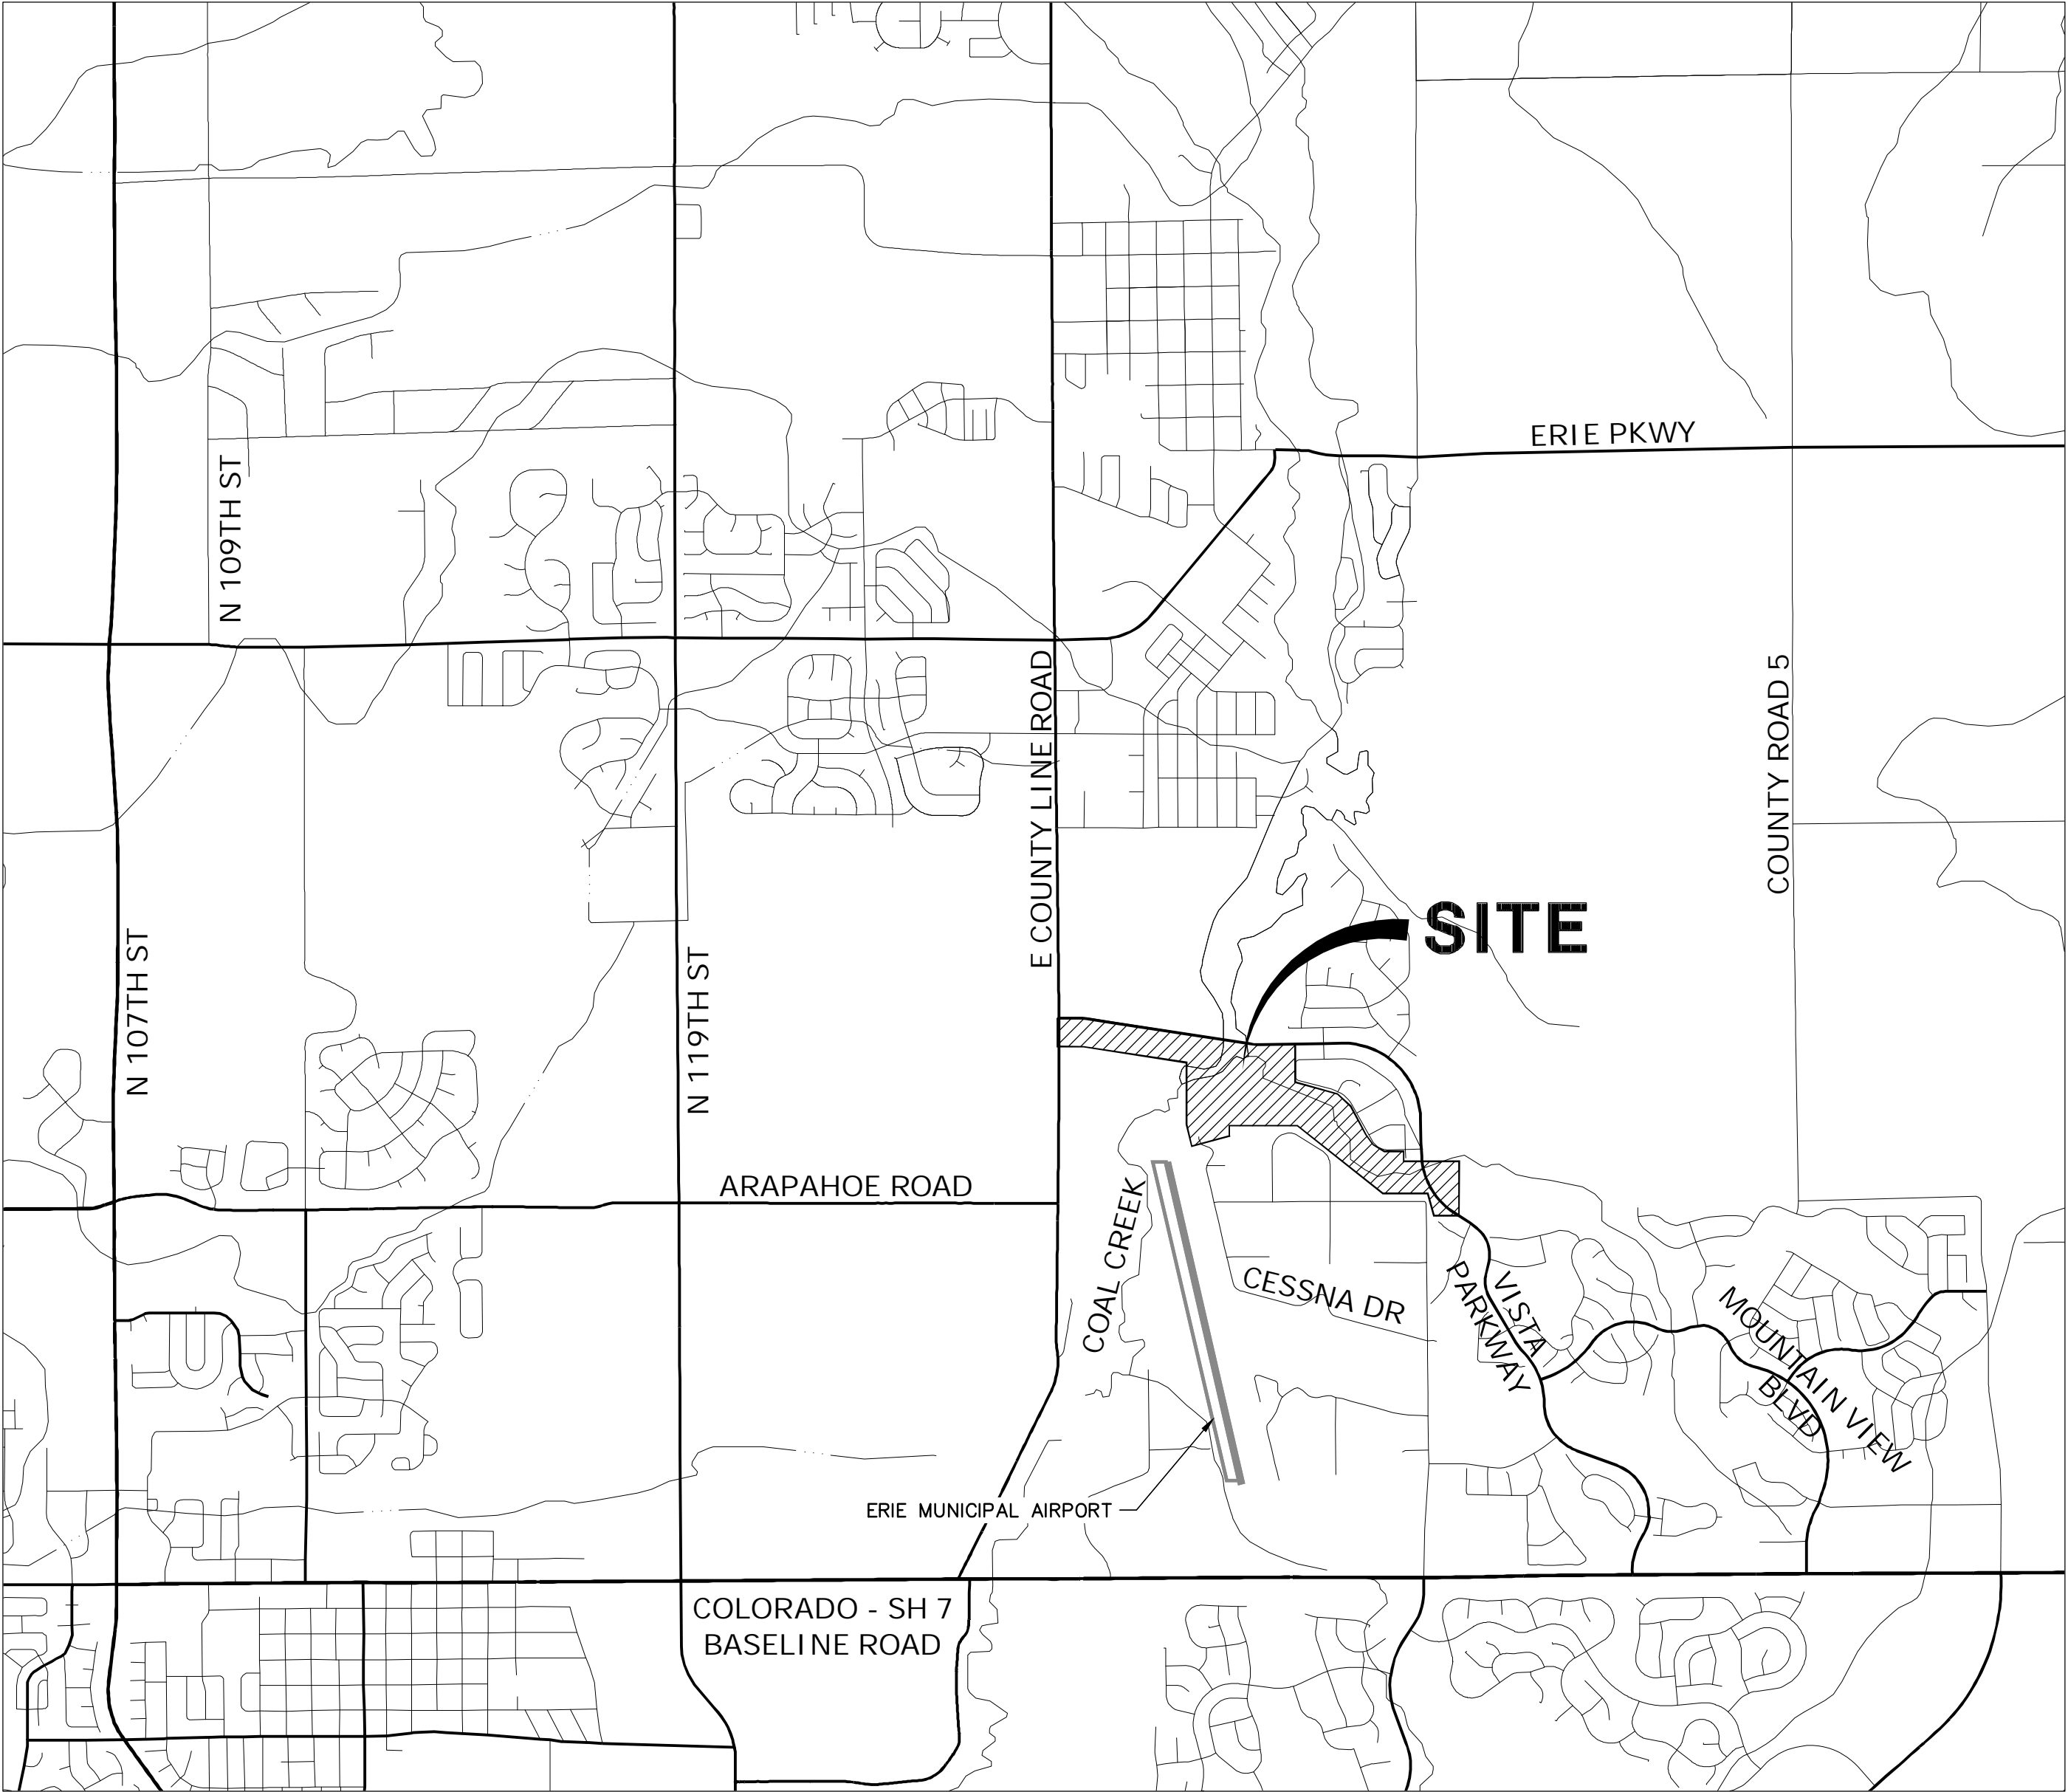 ERIE PKWY
N 109TH ST
E COUNTY LINE ROAD
COUNTY ROAD 5
SITE
N 107TH ST
N 119TH ST
ARAPAHOE ROAD
COAL CREEK
CESSNA DR
VISTA
PARKWAY
MOUNTAIN VIEW
BLVD
ERIE MUNICIPAL AIRPORT
COLORADO - SH 7
BASELINE ROAD